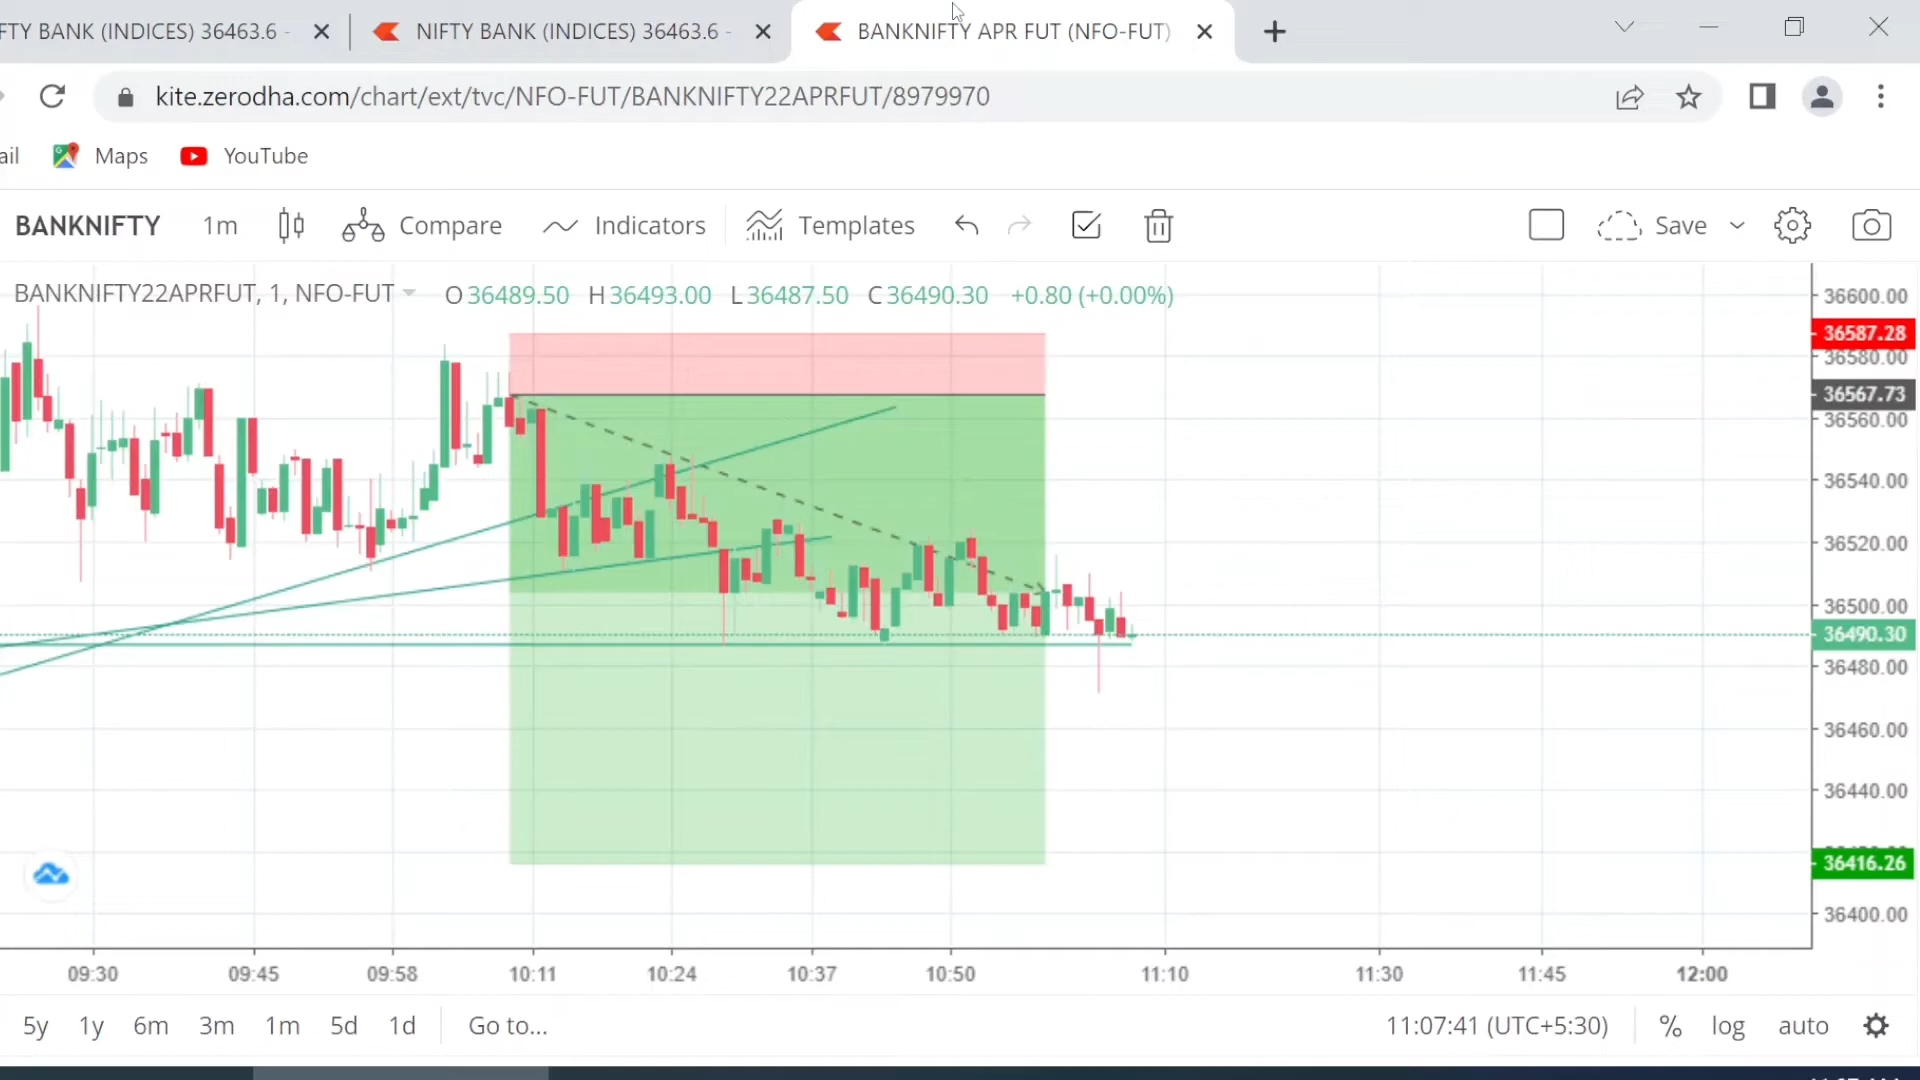 FTY BANK (INDICES) 36463.6 -
NIFTY BANK (INDICES) 36463.6 -
BANKNIFTY APR FUT (NFO-FUT)
kite.zerodha.com/chart/ext/tvc/NFO-FUT/BANKNIFTY22APRFUT/8979970
ail Maps YouTube
BANKNIFTY 1m Compare Indicators Templates Save
BANKNIFTY22APRFUT, 1, NFO-FUT O36489.50 H36493.00 L36487.50 C36490.30 +0.80 (+0.00%)
36600.00
36587.28
36580.00
36567.73
36560.00
36540.00
36520.00
36500.00
36490.30
36480.00
36460.00
36440.00
36416.26
36400.00
09:30 09:45 09:58 10:11 10:24 10:37 10:50 11:10 11:30 11:45 12:00
5y 1y 6m 3m 1m 5d 1d Go to... 11:07:41 (UTC+5:30) % log auto